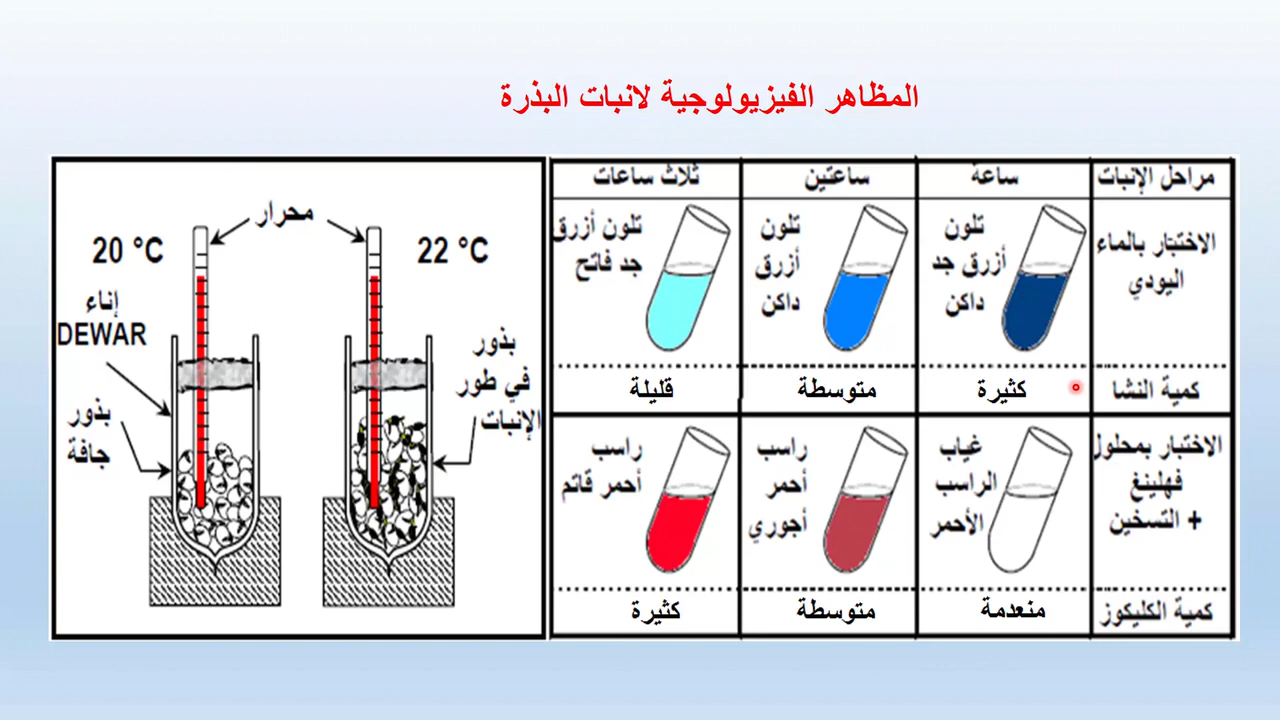 المظاهر الفيزيولوجية لانبات البذرة
مراحل الإنبات
ساعة
ساعتين
ثلاث ساعات
الاختبار بالماء
اليودي
تلون
أزرق جد
داكن
تلون
أزرق
داكن
تلون أزرق
جد فاتح
كمية النشا
كثيرة
متوسطة
قليلة
الاختبار بمحلول
فهلينغ
+ التسخين
غياب
الراسب
الأحمر
راسب
أحمر
أجوري
راسب
أحمر قاتم
كمية الكليكوز
منعدمة
متوسطة
كثيرة
محرار
22 °C
20 °C
بذور
في طور
الإنبات
إناء
DEWAR
بذور
جافة